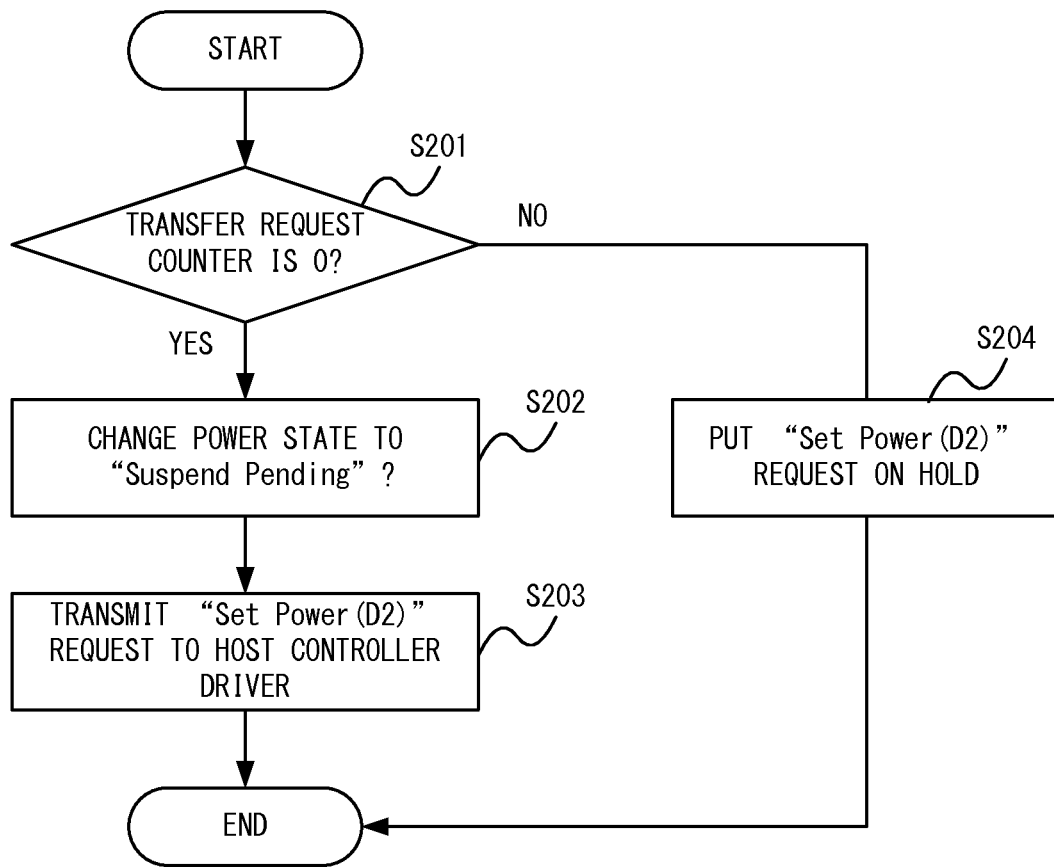 START
S201
TRANSFER REQUEST
COUNTER IS 0?
NO
YES
S202
CHANGE POWER STATE TO
“Suspend Pending” ?
S204
PUT “Set Power(D2)”
REQUEST ON HOLD
S203
TRANSMIT “Set Power(D2)”
REQUEST TO HOST CONTROLLER
DRIVER
END